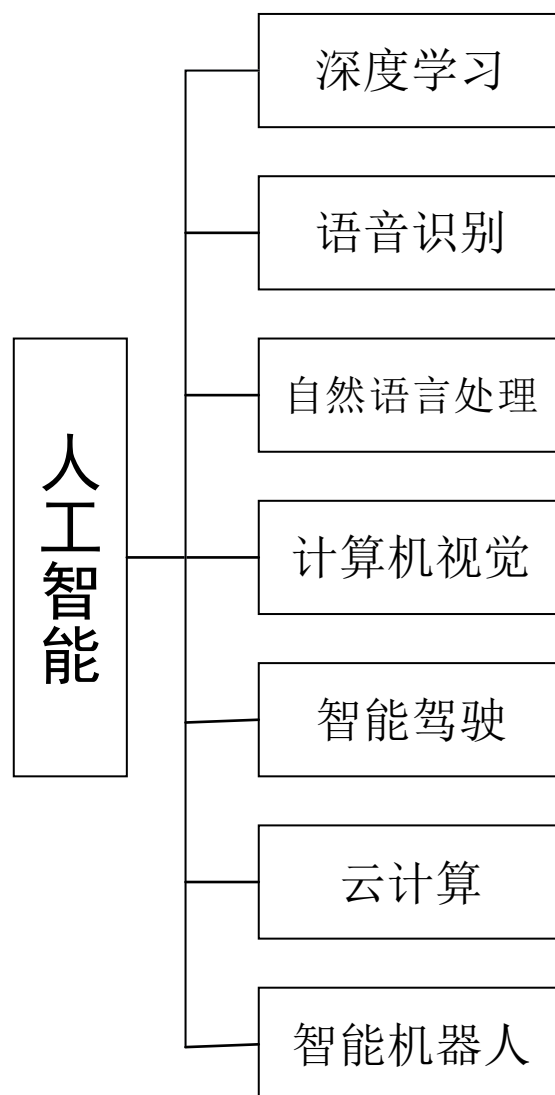 人工智能
深度学习
语音识别
自然语言处理
计算机视觉
智能驾驶
云计算
智能机器人